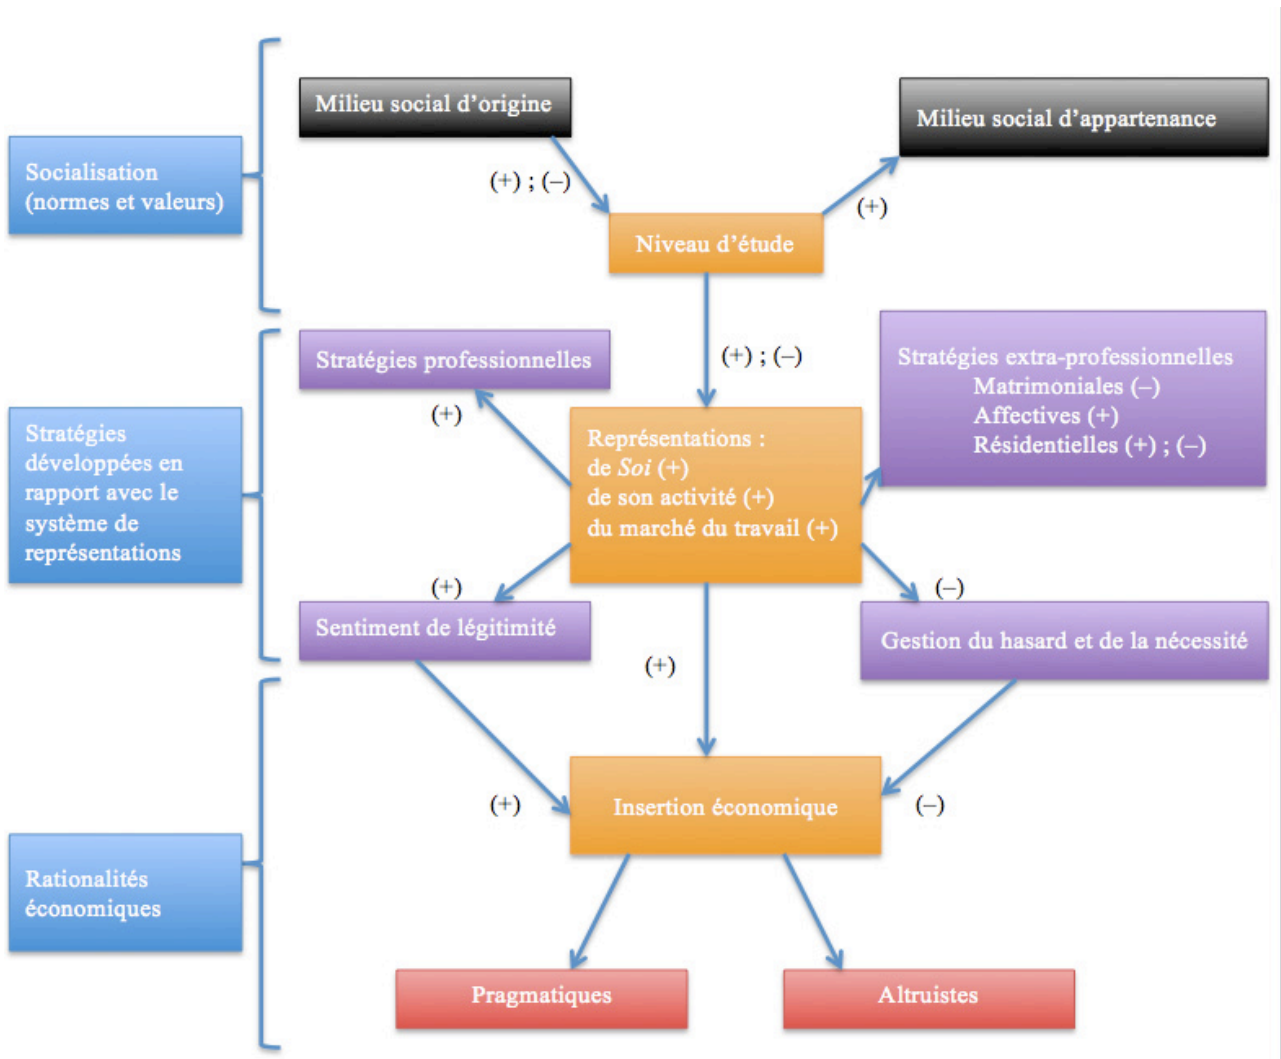 Milieu social d'origine
Milieu social d'appartenance
Socialisation
(normes et valeurs)
(+) ; (–)
(+)
Niveau d'étude
Stratégies professionnelles
(+) ; (–)
Stratégies extra-professionnelles
Matrimoniales (–)
Affectives (+)
Résidentielles (+) ; (–)
(+)
Stratégies
développées en
rapport avec le
système de
représentations
Représentations :
de Soi (+)
de son activité (+)
du marché du travail (+)
(+)
(–)
Sentiment de légitimité
Gestion du hasard et de la nécessité
(+)
(+)
Insertion économique
(–)
Rationalités
économiques
Pragmatiques
Altruistes